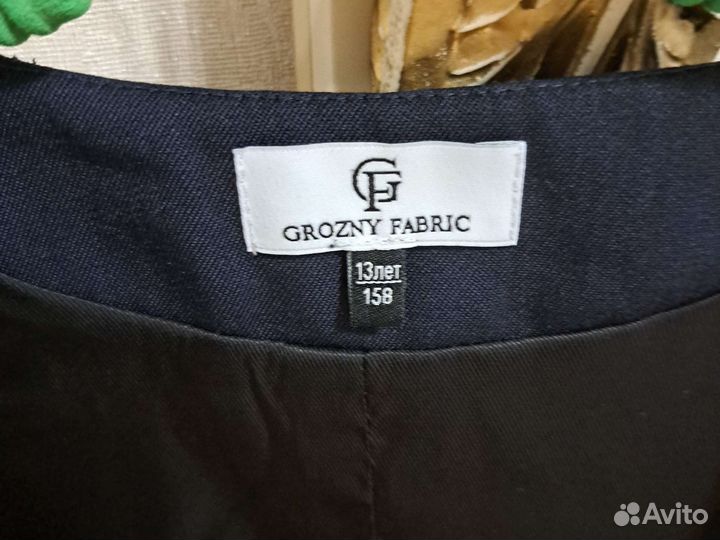 GF
GROZNY FABRIC
13лет
158
Avito